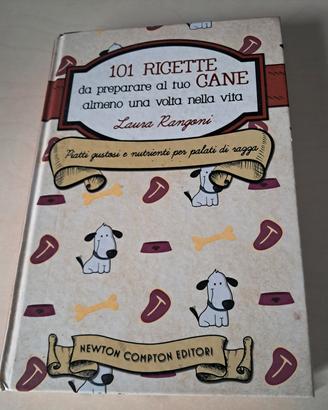 101 RICETTE
da preparare al tuo CANE
almeno una volta nella vita
Laura Rangoni
Piatti gustosi e nutrienti per palati di razza
NEWTON COMPTON EDITORI